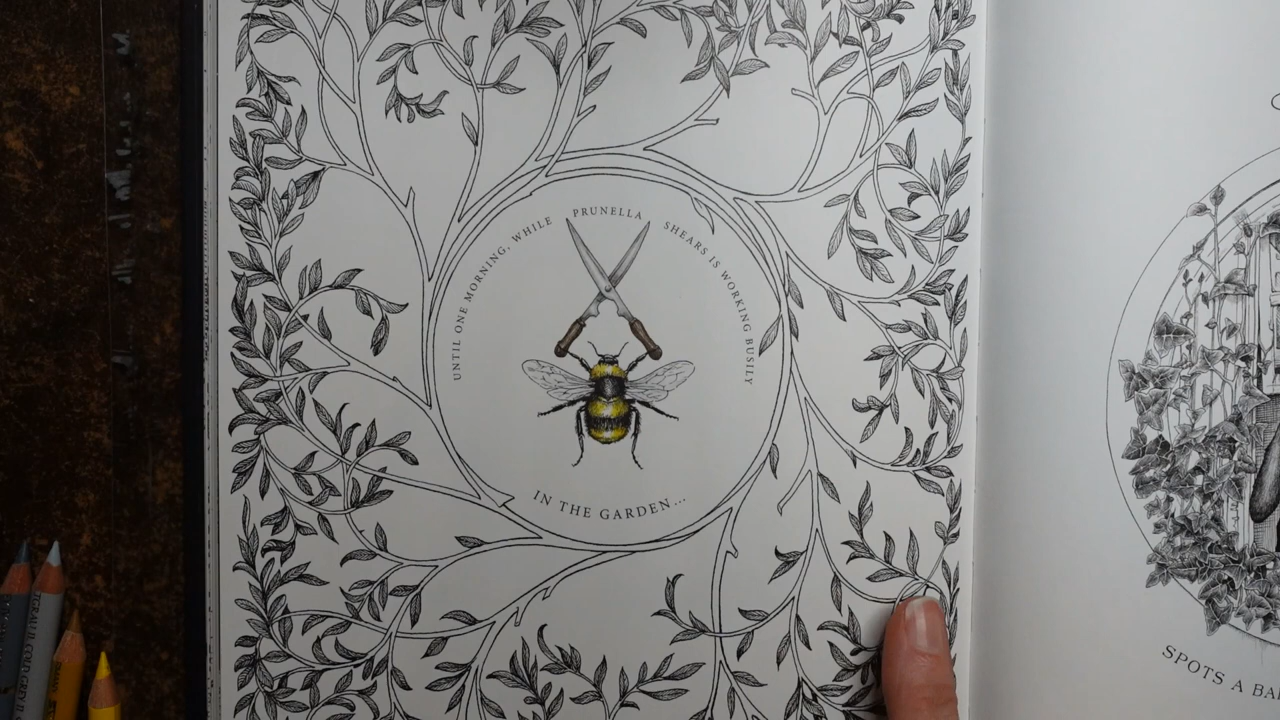 UNTIL ONE MORNING, WHILE PRUNELLA SHEARS IS WORKING BUSILY
IN THE GARDEN...
SPOTS A BA